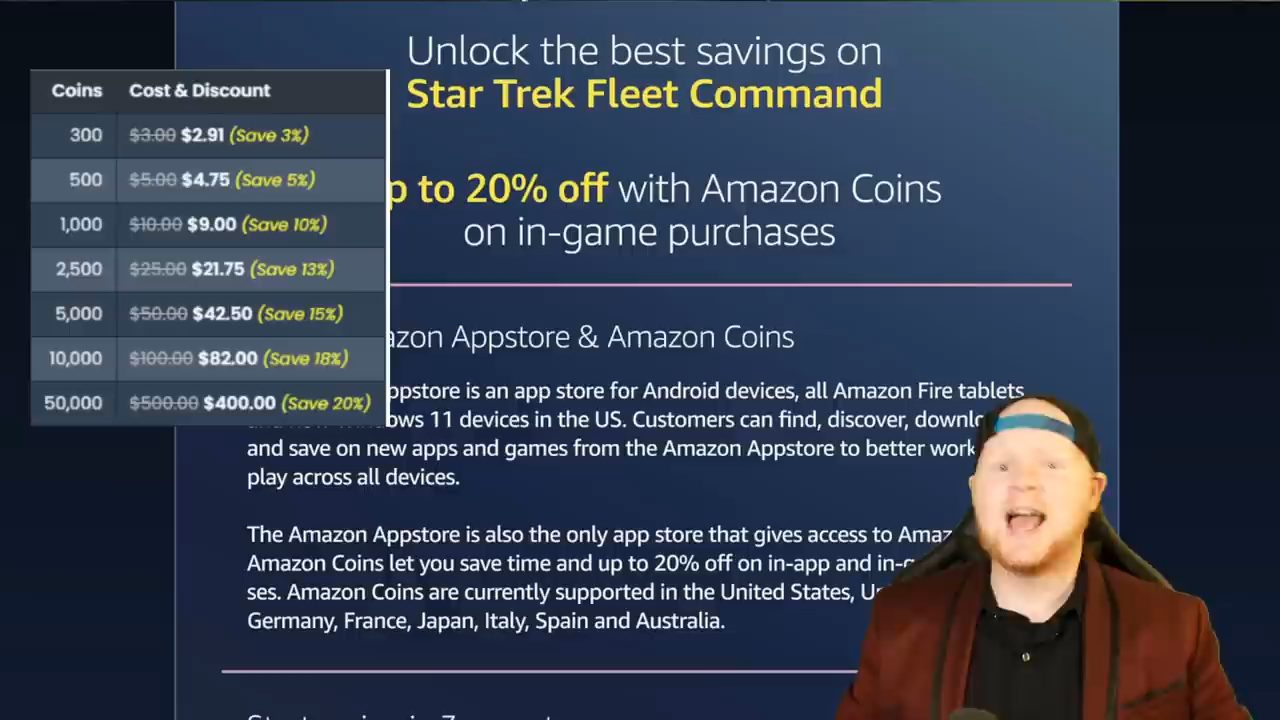 Unlock the best savings on
Star Trek Fleet Command
Coins Cost & Discount
300 $3.00 $2.91 (Save 3%)
500 $5.00 $4.75 (Save 5%)
1,000 $10.00 $9.00 (Save 10%)
2,500 $25.00 $21.75 (Save 13%)
5,000 $50.00 $42.50 (Save 15%)
10,000 $100.00 $82.00 (Save 18%)
50,000 $500.00 $400.00 (Save 20%)
p to 20% off with Amazon Coins
on in-game purchases
azon Appstore & Amazon Coins
ppstore is an app store for Android devices, all Amazon Fire tablets
ows 11 devices in the US. Customers can find, discover, downlo
and save on new apps and games from the Amazon Appstore to better work
play across all devices.
The Amazon Appstore is also the only app store that gives access to Amaz
Amazon Coins let you save time and up to 20% off on in-app and in-g
ses. Amazon Coins are currently supported in the United States, Un
Germany, France, Japan, Italy, Spain and Australia.